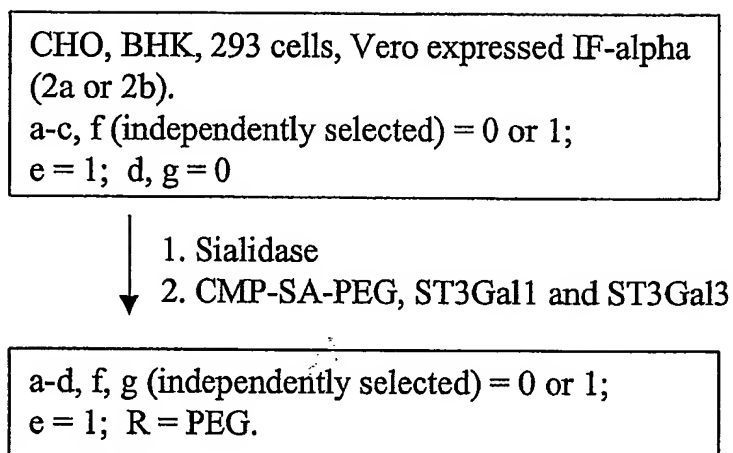 CHO, BHK, 293 cells, Vero expressed IF-alpha
(2a or 2b).
a-c, f (independently selected) = 0 or 1;
e = 1; d, g = 0
1. Sialidase
2. CMP-SA-PEG, ST3Gal1 and ST3Gal3
a-d, f, g (independently selected) = 0 or 1;
e = 1; R = PEG.